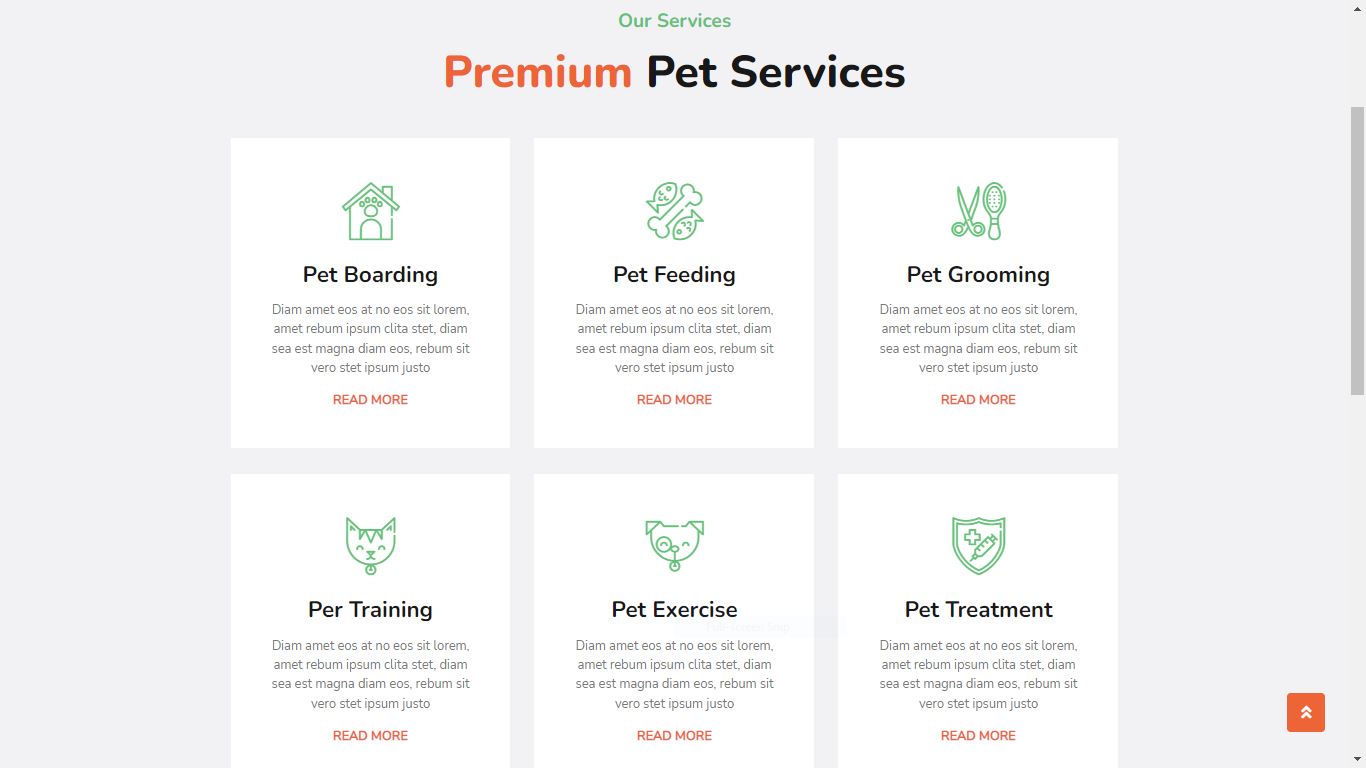 Our Services
Premium Pet Services
Pet Boarding
Diam amet eos at no eos sit lorem,
amet rebum ipsum clita stet, diam
sea est magna diam eos, rebum sit
vero stet ipsum justo
READ MORE
Pet Feeding
Diam amet eos at no eos sit lorem,
amet rebum ipsum clita stet, diam
sea est magna diam eos, rebum sit
vero stet ipsum justo
READ MORE
Pet Grooming
Diam amet eos at no eos sit lorem,
amet rebum ipsum clita stet, diam
sea est magna diam eos, rebum sit
vero stet ipsum justo
READ MORE
Per Training
Diam amet eos at no eos sit lorem,
amet rebum ipsum clita stet, diam
sea est magna diam eos, rebum sit
vero stet ipsum justo
READ MORE
Pet Exercise
Full-screen Snip
Diam amet eos at no eos sit lorem,
amet rebum ipsum clita stet, diam
sea est magna diam eos, rebum sit
vero stet ipsum justo
READ MORE
Pet Treatment
Diam amet eos at no eos sit lorem,
amet rebum ipsum clita stet, diam
sea est magna diam eos, rebum sit
vero stet ipsum justo
READ MORE